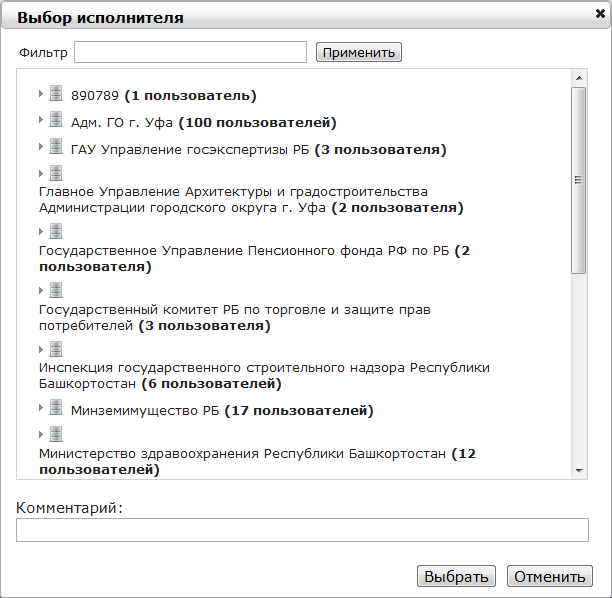 Выбор исполнителя
Фильтр Применить
890789 (1 пользователь)
Адм. ГО г. Уфа (100 пользователей)
ГАУ Управление госэкспертизы РБ (3 пользователя)
Главное Управление Архитектуры и градостроительства
Администрации городского округа г. Уфа (2 пользователя)
Государственное Управление Пенсионного фонда РФ по РБ (2
пользователя)
Государственный комитет РБ по торговле и защите прав
потребителей (3 пользователя)
Инспекция государственного строительного надзора Республики
Башкортостан (6 пользователей)
Минземимущество РБ (17 пользователей)
Министерство здравоохранения Республики Башкортостан (12
пользователей)
Комментарий:
Выбрать Отменить